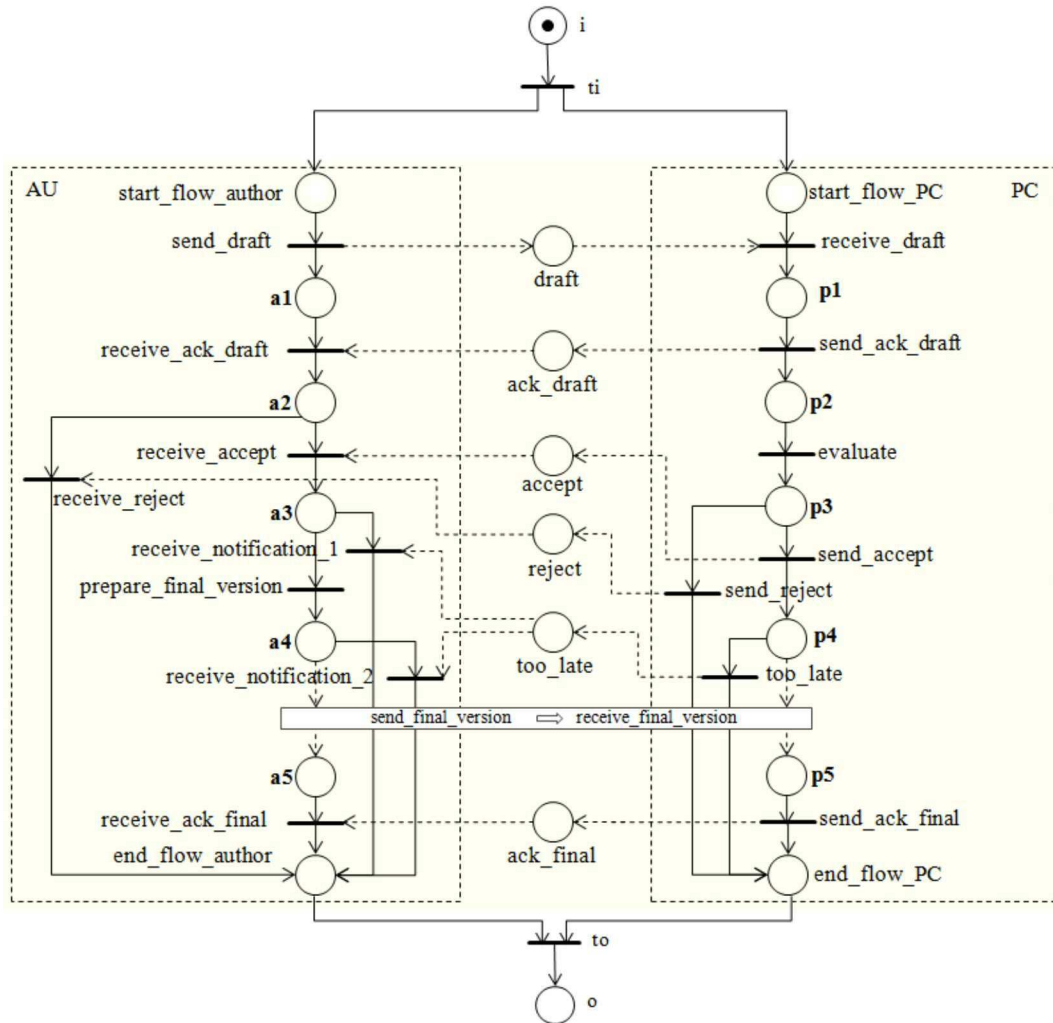 i
ti
AU
PC
start_flow_author
start_flow_PC
send_draft
receive_draft
draft
a1
p1
receive_ack_draft
send_ack_draft
ack_draft
a2
p2
receive_accept
evaluate
accept
receive_reject
a3
p3
receive_notification_1
send_accept
reject
prepare_final_version
send_reject
a4
p4
receive_notification_2
too_late
too_late
send_final_version
receive_final_version
a5
p5
receive_ack_final
send_ack_final
end_flow_author
ack_final
end_flow_PC
to
o